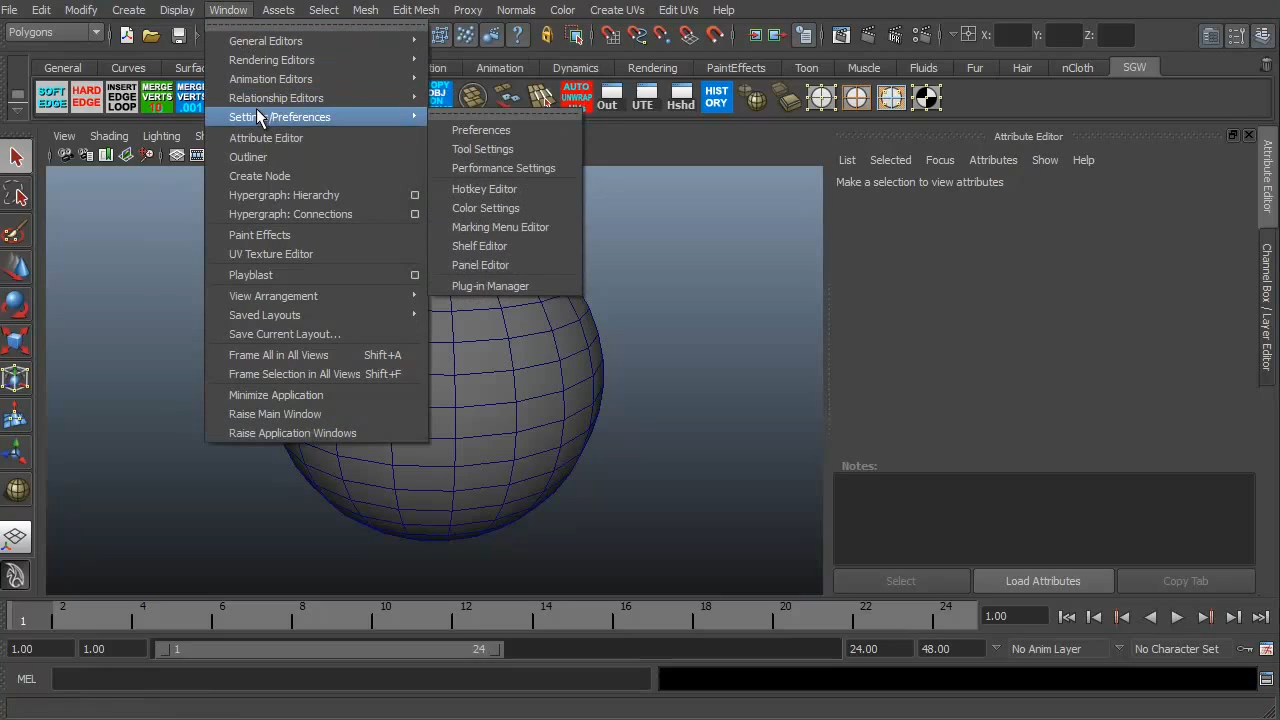 File Edit Modify Create Display Window Assets Select Mesh Edit Mesh Proxy Normals Color Create UVs Edit UVs Help
Polygons
X: Y: Z:
General Curves Surfa Animation Dynamics Rendering PaintEffects Toon Muscle Fluids Fur Hair nCloth SGW
SOFT EDGE
HARD EDGE
INSERT EDGE LOOP
MERGE VERTS 10
MERGE VERTS .001
AUTO UNWRAP
Out
UTE
Hshd
HIST ORY
View Shading Lighting
General Editors
Rendering Editors
Animation Editors
Relationship Editors
Settings/Preferences
Attribute Editor
Outliner
Create Node
Hypergraph: Hierarchy
Hypergraph: Connections
Paint Effects
UV Texture Editor
Playblast
View Arrangement
Saved Layouts
Save Current Layout...
Frame All in All Views Shift+A
Frame Selection in All Views Shift+F
Minimize Application
Raise Main Window
Raise Application Windows
Preferences
Tool Settings
Performance Settings
Hotkey Editor
Color Settings
Marking Menu Editor
Shelf Editor
Panel Editor
Plug-in Manager
Attribute Editor
List Selected Focus Attributes Show Help
Make a selection to view attributes
Notes:
Select Load Attributes Copy Tab
Attribute Editor
Channel Box / Layer Editor
1 2 4 6 8 10 12 14 16 18 20 22 24
1.00
1.00 1.00 1 24 24.00 48.00 No Anim Layer No Character Set
MEL